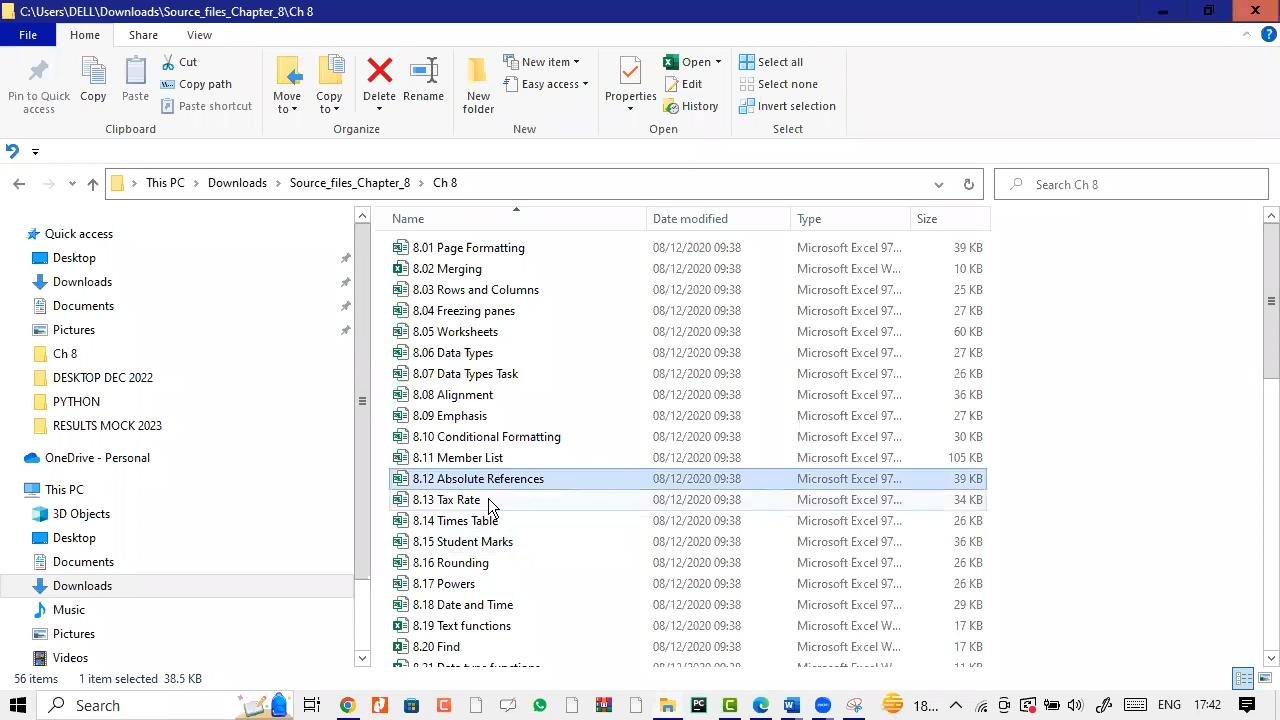 C:\Users\DELL\Downloads\Source_files_Chapter_8\Ch 8
File Home Share View
Pin to Quick access
Copy
Paste
Cut
Copy path
Paste shortcut
Clipboard
Move to
Copy to
Delete
Rename
Organize
New folder
New item
Easy access
New
Properties
Open
Edit
History
Open
Select all
Select none
Invert selection
Select
This PC > Downloads > Source_files_Chapter_8 > Ch 8
Search Ch 8
Quick access
Desktop
Downloads
Documents
Pictures
Ch 8
DESKTOP DEC 2022
PYTHON
RESULTS MOCK 2023
OneDrive - Personal
This PC
3D Objects
Desktop
Documents
Downloads
Music
Pictures
Videos
Name Date modified Type Size
8.01 Page Formatting 08/12/2020 09:38 Microsoft Excel 97... 39 KB
8.02 Merging 08/12/2020 09:38 Microsoft Excel W... 10 KB
8.03 Rows and Columns 08/12/2020 09:38 Microsoft Excel 97... 25 KB
8.04 Freezing panes 08/12/2020 09:38 Microsoft Excel 97... 27 KB
8.05 Worksheets 08/12/2020 09:38 Microsoft Excel 97... 60 KB
8.06 Data Types 08/12/2020 09:38 Microsoft Excel 97... 27 KB
8.07 Data Types Task 08/12/2020 09:38 Microsoft Excel 97... 26 KB
8.08 Alignment 08/12/2020 09:38 Microsoft Excel 97... 36 KB
8.09 Emphasis 08/12/2020 09:38 Microsoft Excel 97... 27 KB
8.10 Conditional Formatting 08/12/2020 09:38 Microsoft Excel 97... 30 KB
8.11 Member List 08/12/2020 09:38 Microsoft Excel 97... 105 KB
8.12 Absolute References 08/12/2020 09:38 Microsoft Excel 97... 39 KB
8.13 Tax Rate 08/12/2020 09:38 Microsoft Excel 97... 34 KB
8.14 Times Table 08/12/2020 09:38 Microsoft Excel 97... 26 KB
8.15 Student Marks 08/12/2020 09:38 Microsoft Excel 97... 36 KB
8.16 Rounding 08/12/2020 09:38 Microsoft Excel 97... 26 KB
8.17 Powers 08/12/2020 09:38 Microsoft Excel 97... 26 KB
8.18 Date and Time 08/12/2020 09:38 Microsoft Excel 97... 29 KB
8.19 Text functions 08/12/2020 09:38 Microsoft Excel W... 17 KB
8.20 Find 08/12/2020 09:38 Microsoft Excel W... 17 KB
8.21 Data type functions 08/12/2020 09:38 Microsoft Excel W... 11 KB
56 items 1 item selected 38.5 KB
Search
18... ENG 17:42